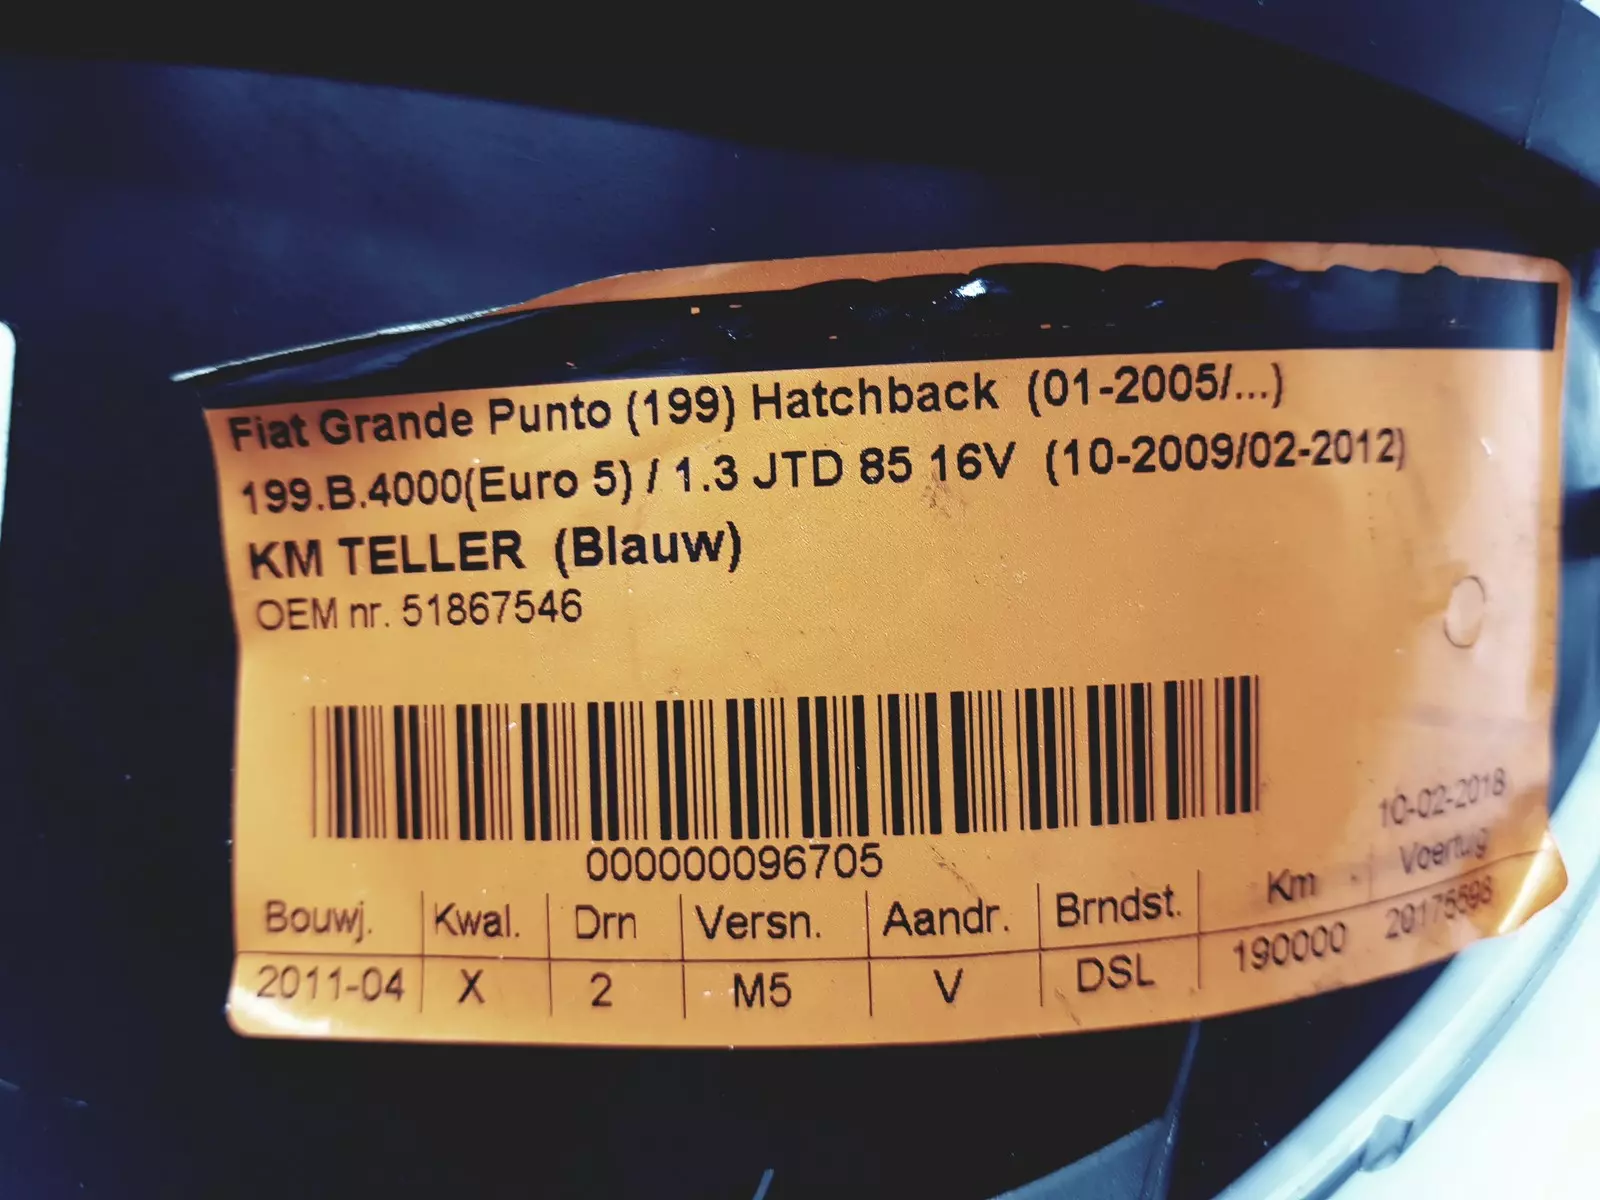 Fiat Grande Punto (199) Hatchback (01-2005/...)
199.B.4000(Euro 5) / 1.3 JTD 85 16V (10-2009/02-2012)
KM TELLER (Blauw)
OEM nr. 51867546
000000096705
10-02-2018
Bouwj. Kwal. Drn Versn. Aandr. Brndst. Km Voertuig
2011-04 X 2 M5 V DSL 190000 20175598